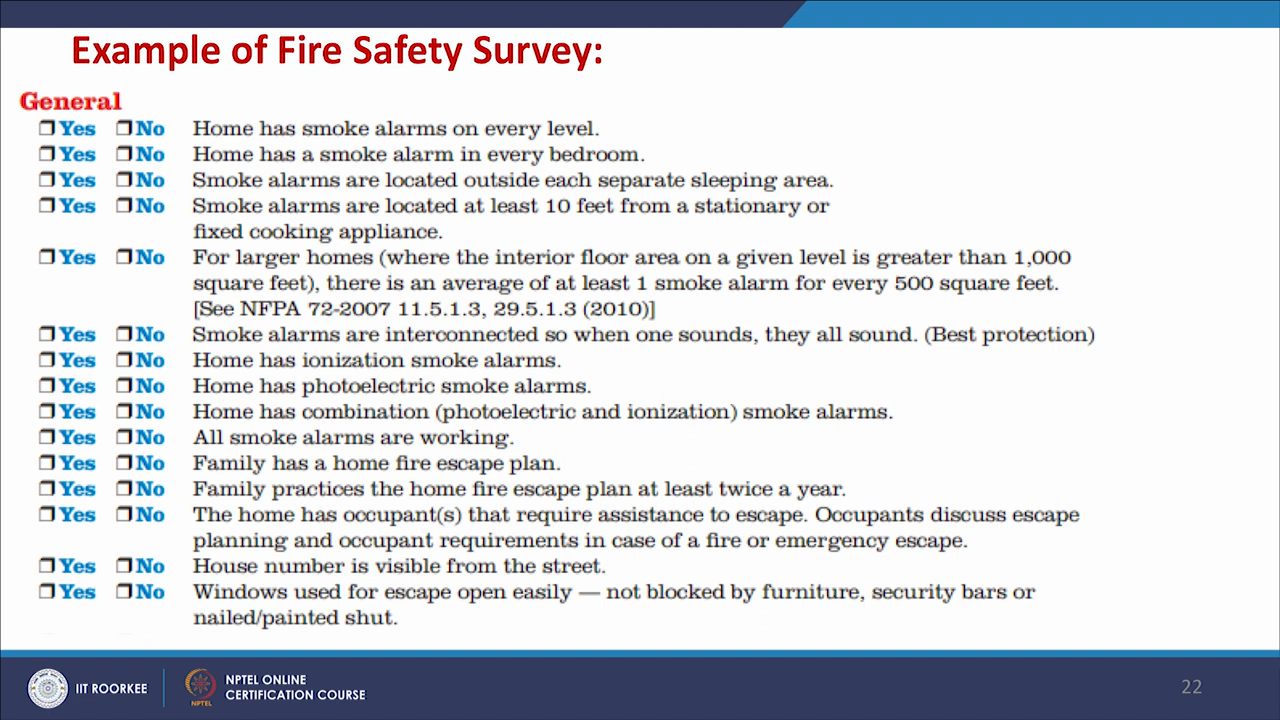 Example of Fire Safety Survey:
General
❒ Yes ❒ No Home has smoke alarms on every level.
❒ Yes ❒ No Home has a smoke alarm in every bedroom.
❒ Yes ❒ No Smoke alarms are located outside each separate sleeping area.
❒ Yes ❒ No Smoke alarms are located at least 10 feet from a stationary or
fixed cooking appliance.
❒ Yes ❒ No For larger homes (where the interior floor area on a given level is greater than 1,000
square feet), there is an average of at least 1 smoke alarm for every 500 square feet.
[See NFPA 72-2007 11.5.1.3, 29.5.1.3 (2010)]
❒ Yes ❒ No Smoke alarms are interconnected so when one sounds, they all sound. (Best protection)
❒ Yes ❒ No Home has ionization smoke alarms.
❒ Yes ❒ No Home has photoelectric smoke alarms.
❒ Yes ❒ No Home has combination (photoelectric and ionization) smoke alarms.
❒ Yes ❒ No All smoke alarms are working.
❒ Yes ❒ No Family has a home fire escape plan.
❒ Yes ❒ No Family practices the home fire escape plan at least twice a year.
❒ Yes ❒ No The home has occupant(s) that require assistance to escape. Occupants discuss escape
planning and occupant requirements in case of a fire or emergency escape.
❒ Yes ❒ No House number is visible from the street.
❒ Yes ❒ No Windows used for escape open easily — not blocked by furniture, security bars or
nailed/painted shut.
IIT ROORKEE
NPTEL
NPTEL ONLINE
CERTIFICATION COURSE
22